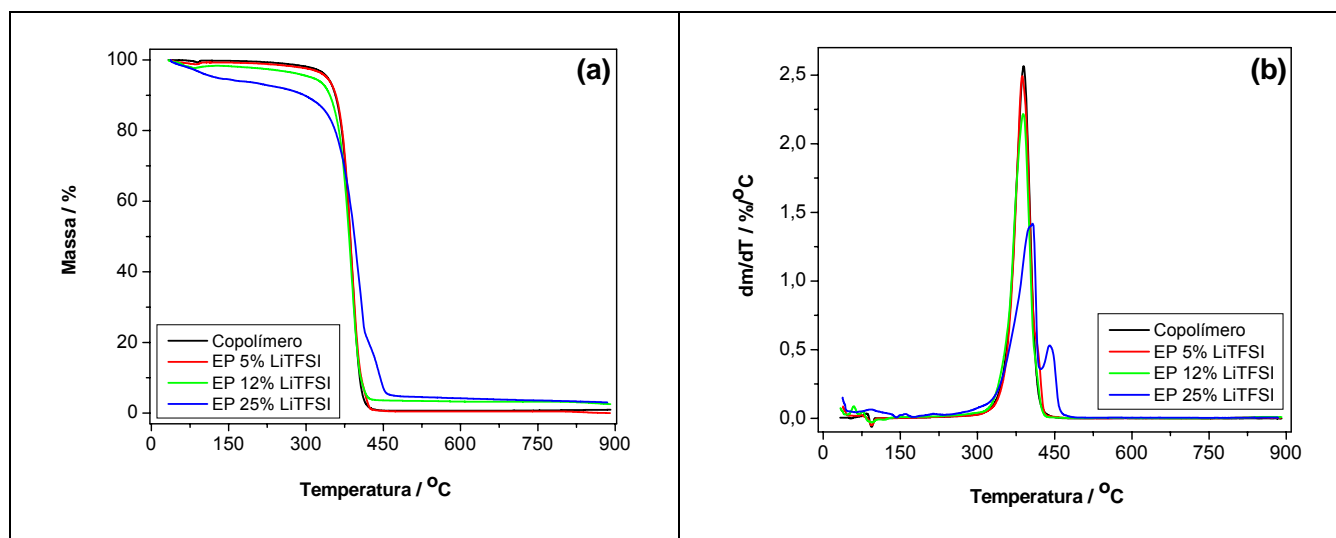 (a)
100
80
60
40
20
0
Massa / %
Copolímero
EP 5% LiTFSI
EP 12% LiTFSI
EP 25% LiTFSI
0 150 300 450 600 750 900
Temperatura / ºC
(b)
2,5
2,0
1,5
1,0
0,5
0,0
dm/dT / %/ºC
Copolímero
EP 5% LiTFSI
EP 12% LiTFSI
EP 25% LiTFSI
0 150 300 450 600 750 900
Temperatura / ºC